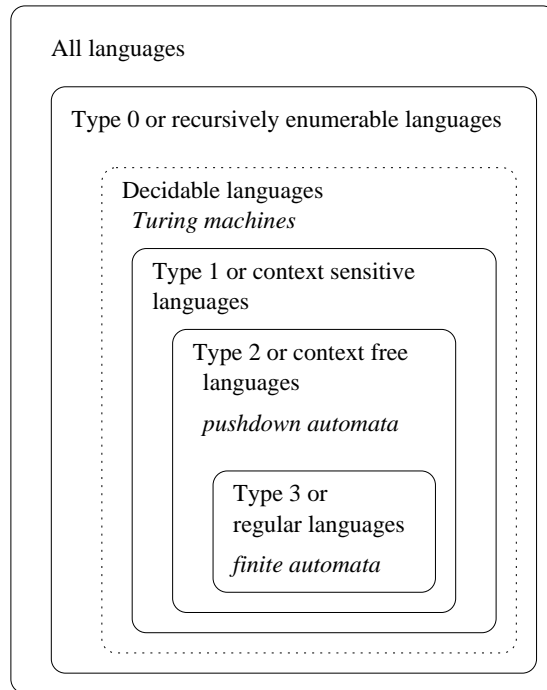 All languages
Type 0 or recursively enumerable languages
Decidable languages
Turing machines
Type 1 or context sensitive
languages
Type 2 or context free
languages
pushdown automata
Type 3 or
regular languages
finite automata